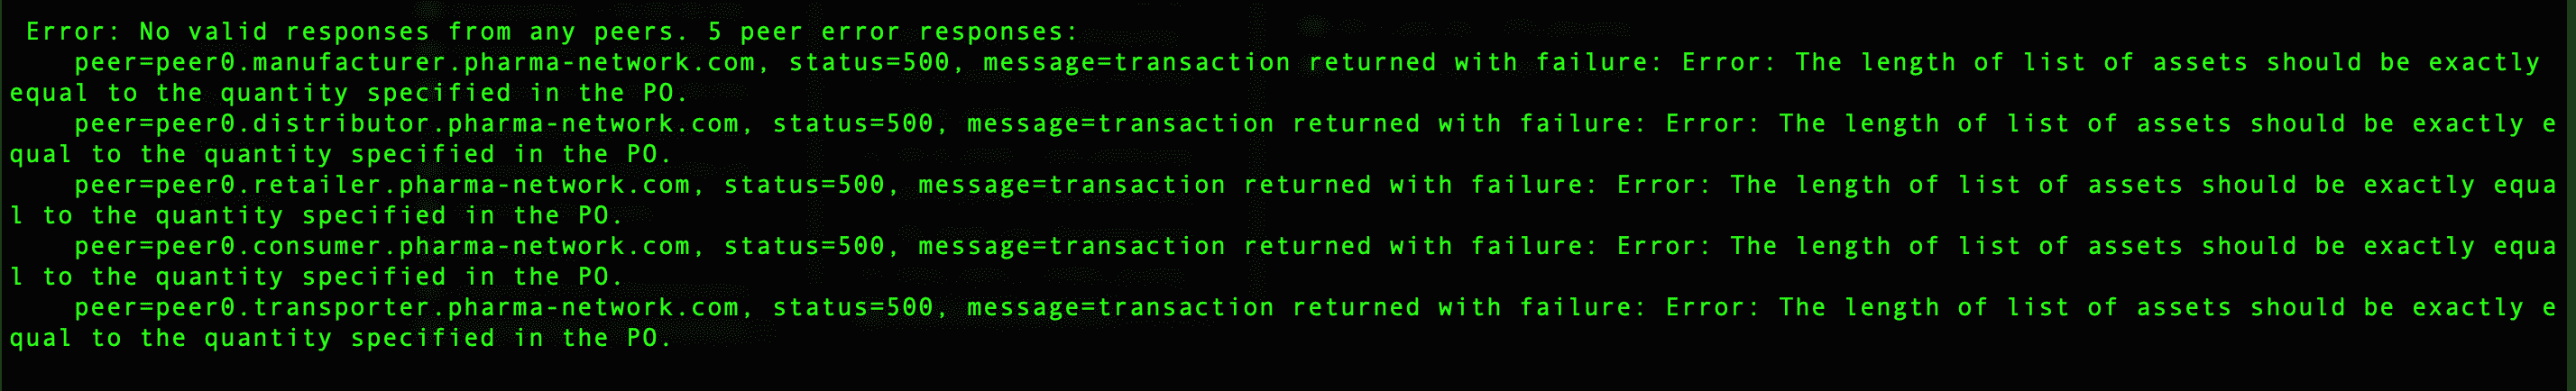 Error: No valid responses from any peers. 5 peer error responses:
peer=peer0.manufacturer.pharma-network.com, status=500, message=transaction returned with failure: Error: The length of list of assets should be exactly
equal to the quantity specified in the PO.
peer=peer0.distributor.pharma-network.com, status=500, message=transaction returned with failure: Error: The length of list of assets should be exactly e
qual to the quantity specified in the PO.
peer=peer0.retailer.pharma-network.com, status=500, message=transaction returned with failure: Error: The length of list of assets should be exactly equa
l to the quantity specified in the PO.
peer=peer0.consumer.pharma-network.com, status=500, message=transaction returned with failure: Error: The length of list of assets should be exactly equa
l to the quantity specified in the PO.
peer=peer0.transporter.pharma-network.com, status=500, message=transaction returned with failure: Error: The length of list of assets should be exactly e
qual to the quantity specified in the PO.